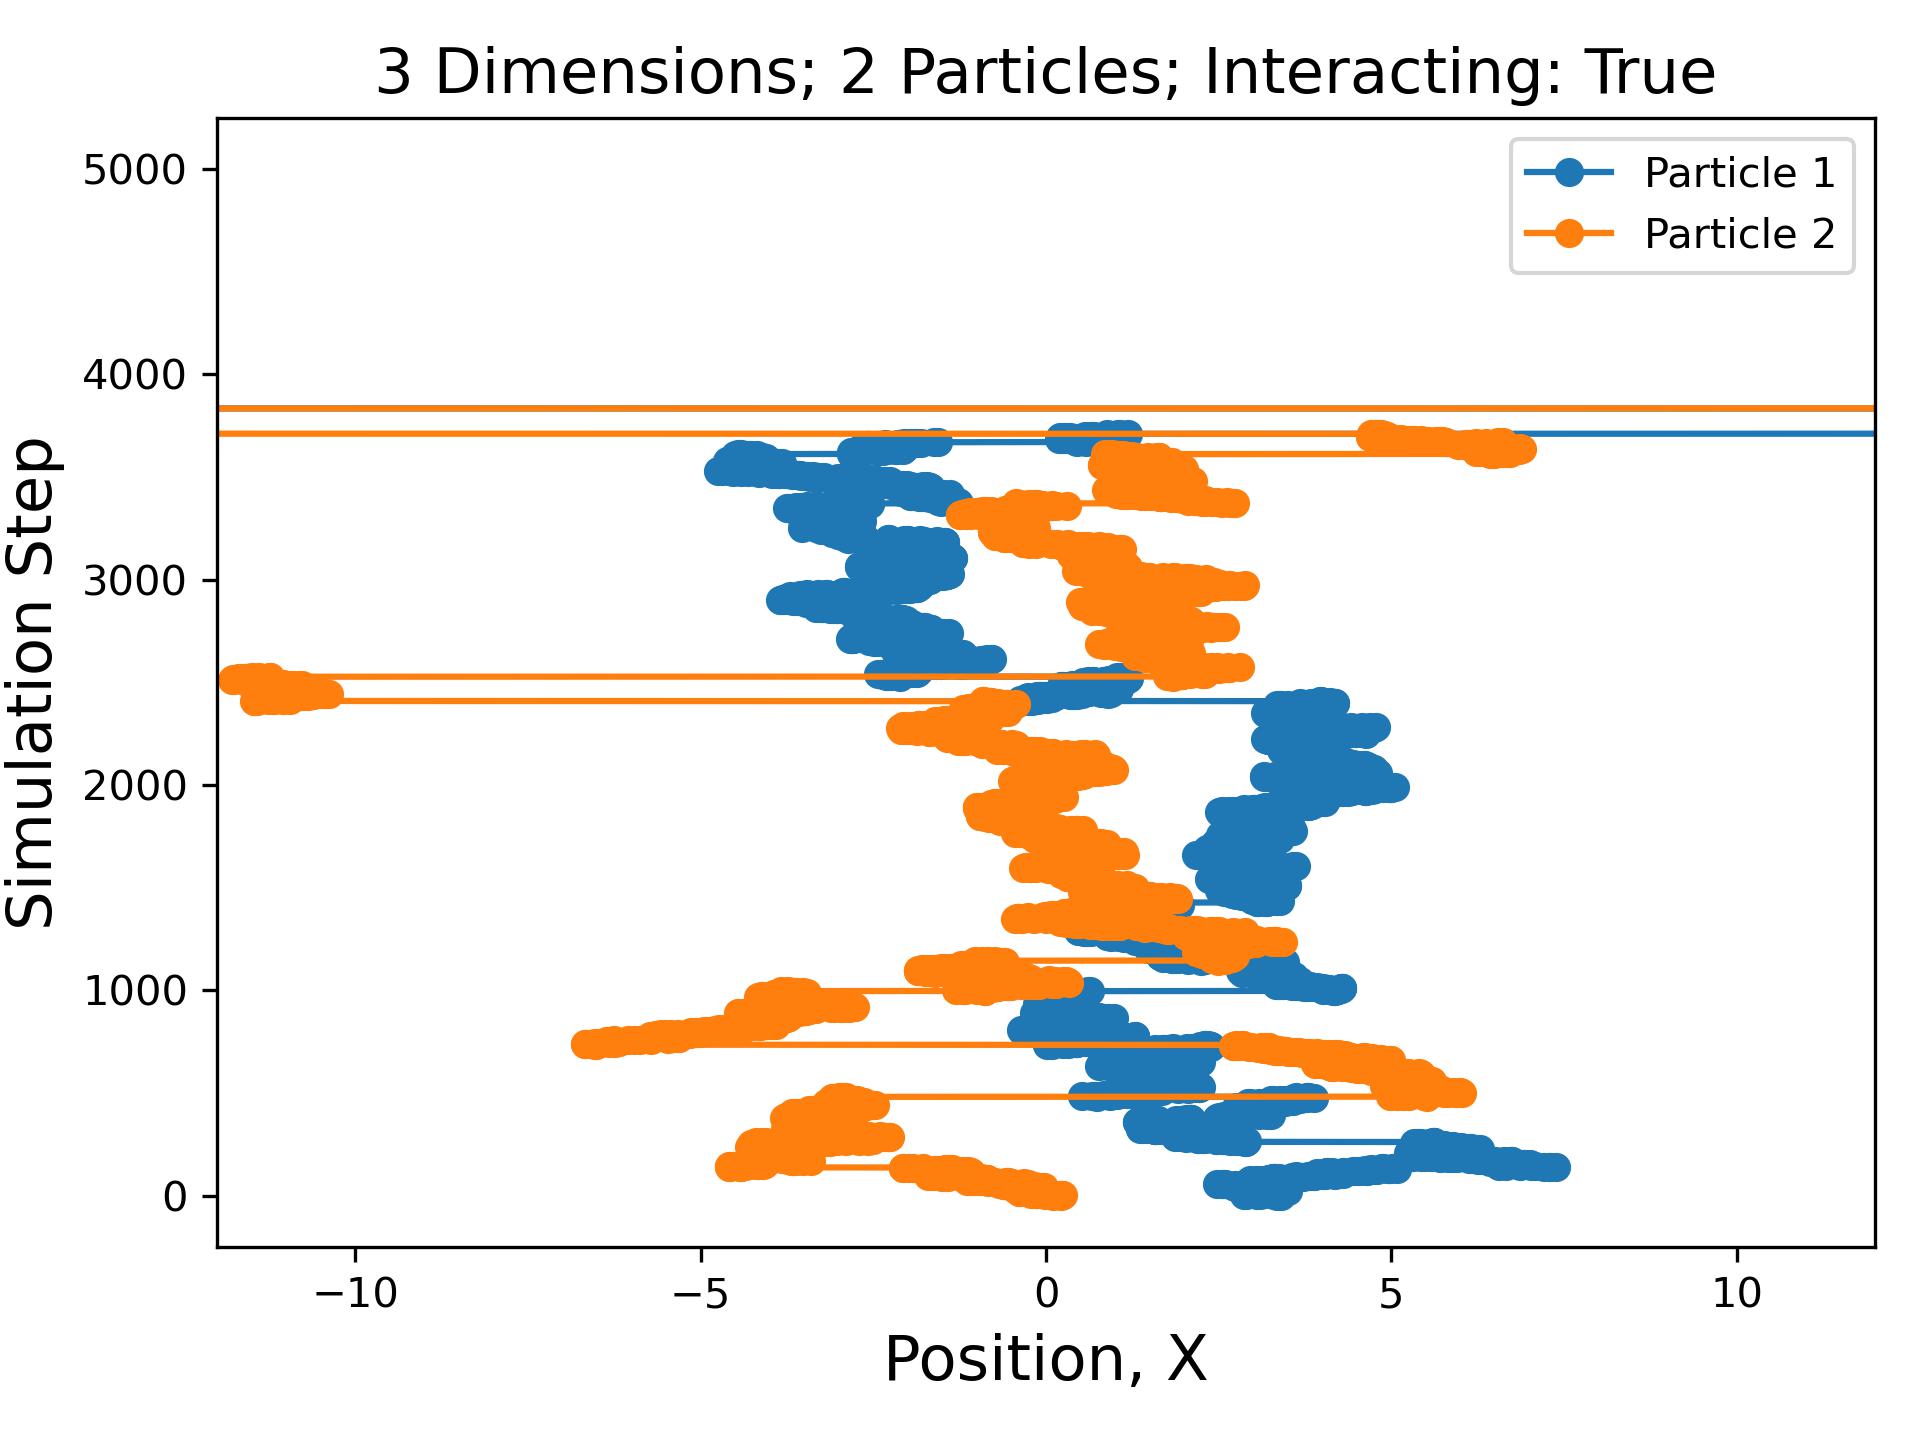 3 Dimensions; 2 Particles; Interacting: True
Particle 1
Particle 2
Simulation Step
5000
4000
3000
2000
1000
0
−10
−5
0
5
10
Position, X